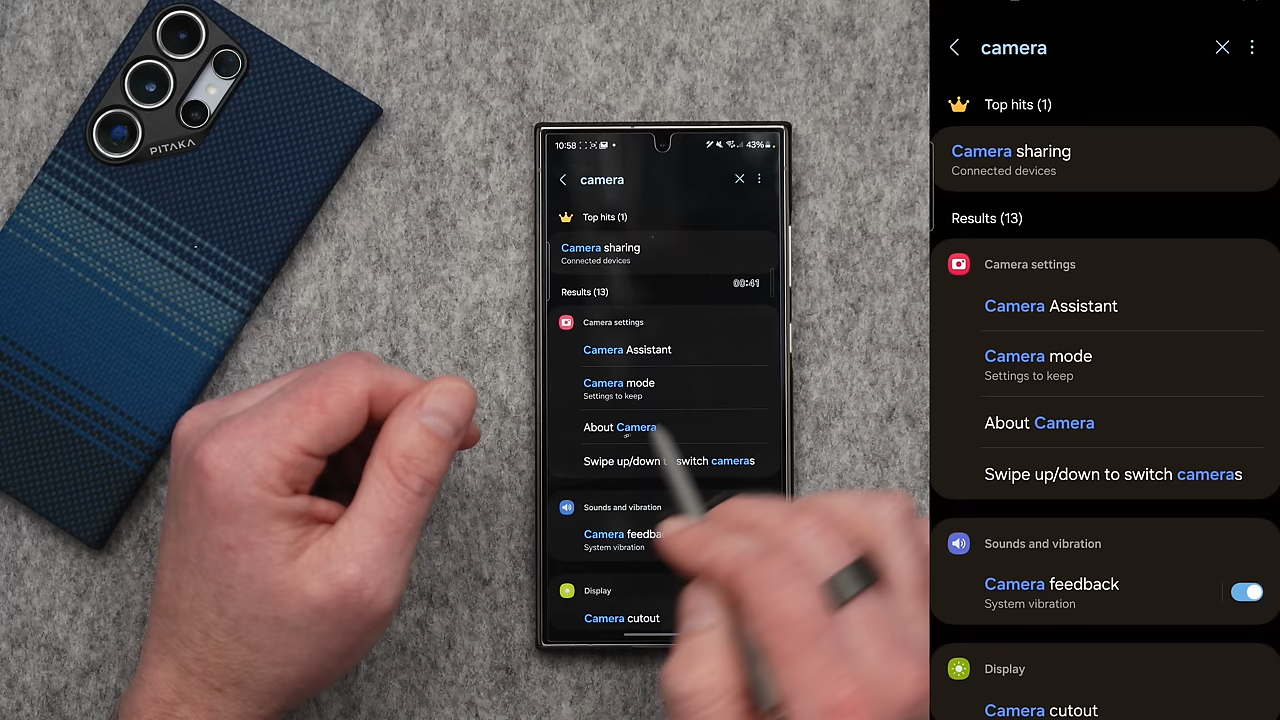 PITAKA
10:58
43%
camera
Top hits (1)
Camera sharing
Connected devices
00:41
Results (13)
Camera settings
Camera Assistant
Camera mode
Settings to keep
About Camera
Swipe up/down t switch cameras
Sounds and vibration
Camera feedba
System vibration
Display
Camera cutout
camera
Top hits (1)
Camera sharing
Connected devices
Results (13)
Camera settings
Camera Assistant
Camera mode
Settings to keep
About Camera
Swipe up/down to switch cameras
Sounds and vibration
Camera feedback
System vibration
Display
Camera cutout